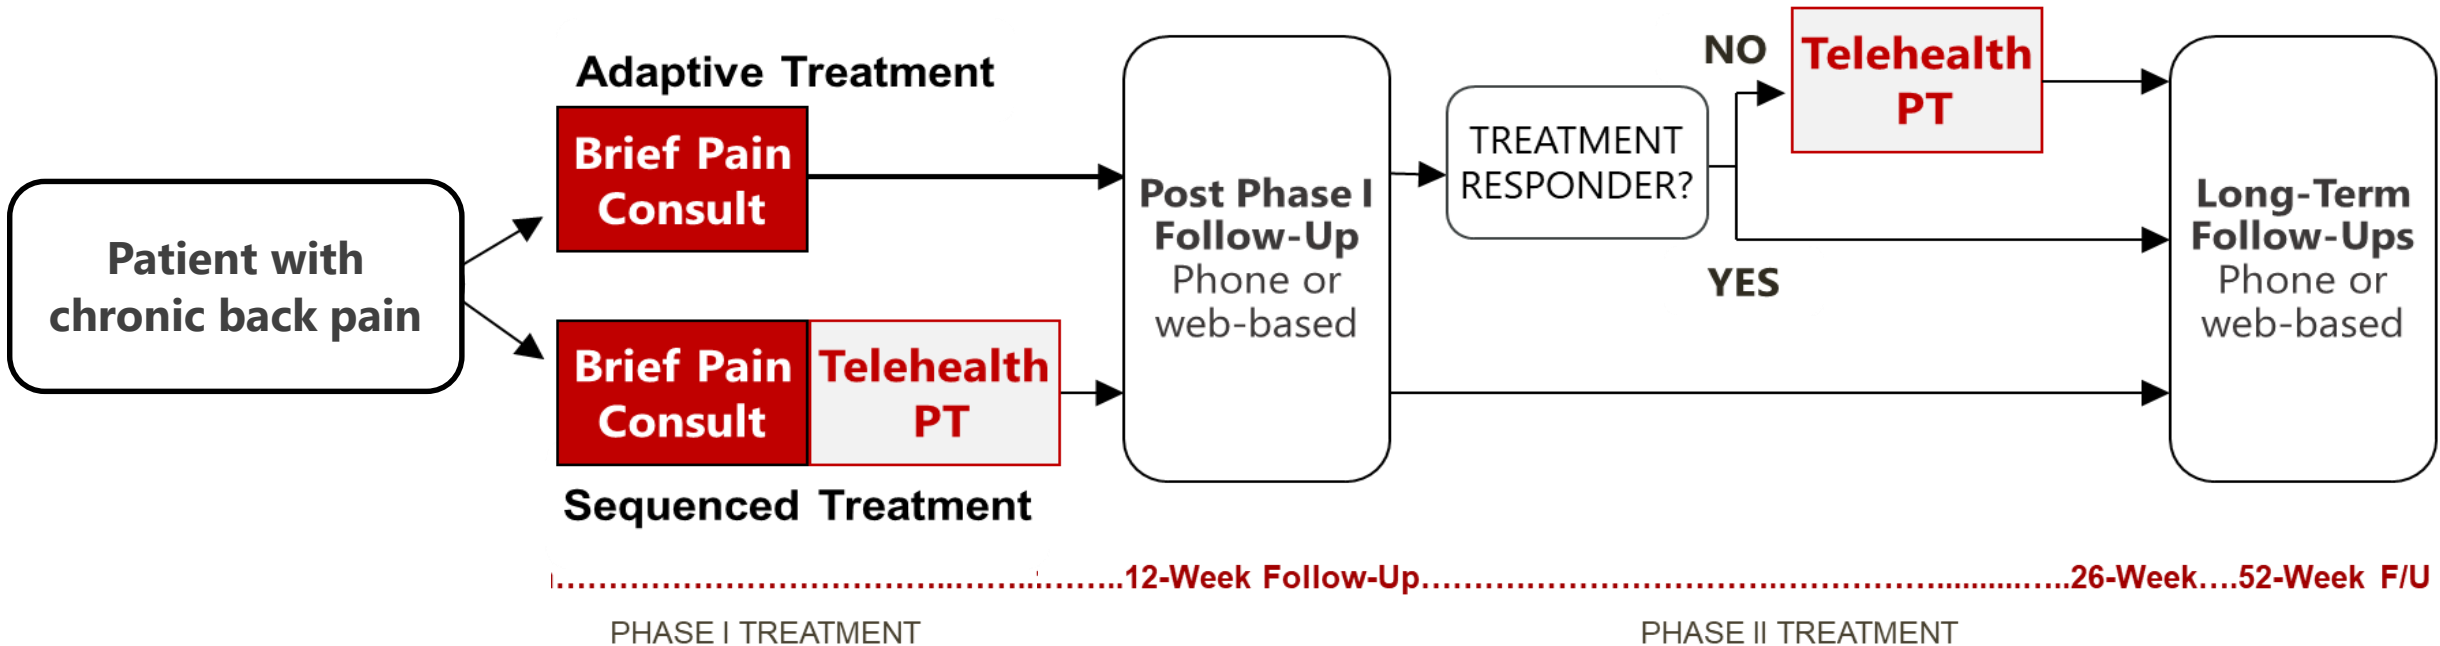 Patient with
chronic back pain
Adaptive Treatment
Brief Pain
Consult
Brief Pain
Consult
Telehealth
PT
Sequenced Treatment
Post Phase I
Follow-Up
Phone or
web-based
TREATMENT
RESPONDER?
NO
YES
Telehealth
PT
Long-Term
Follow-Ups
Phone or
web-based
12-Week Follow-Up
26-Week....52-Week F/U
PHASE I TREATMENT
PHASE II TREATMENT